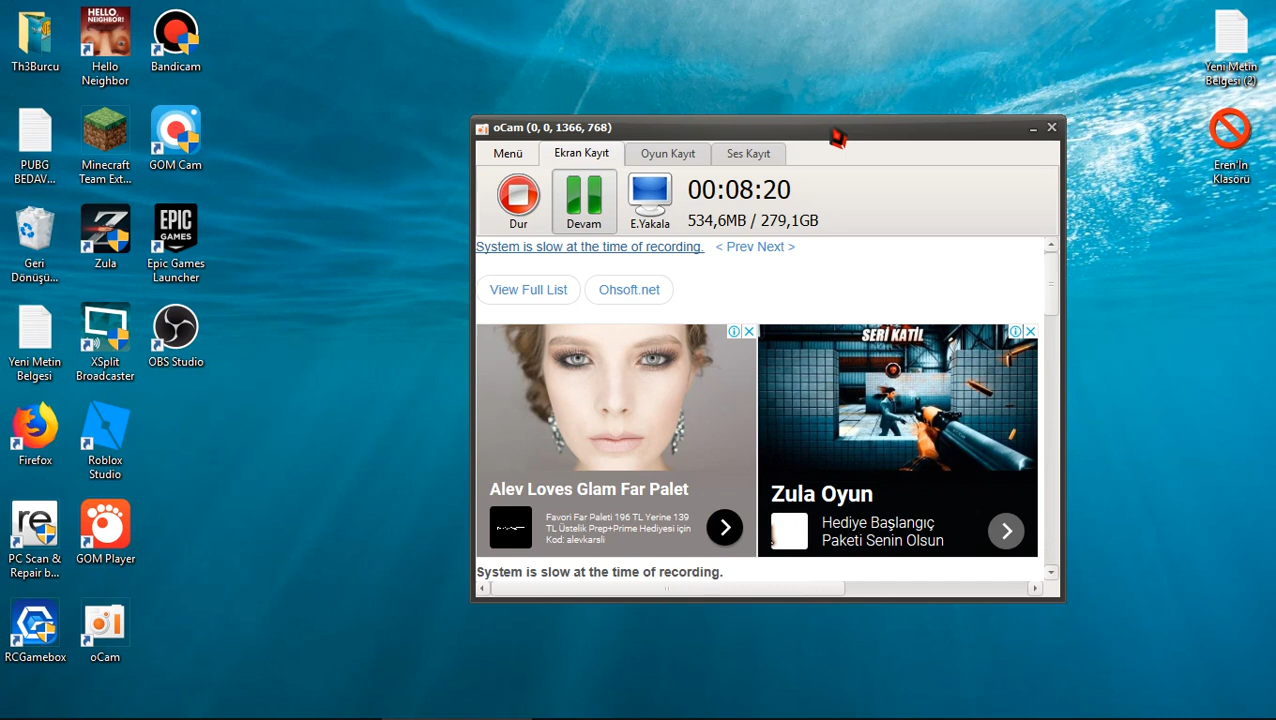 Th3Burcu
Hello
Neighbor
Bandicam
PUBG
BEDAV...
Minecraft
Team Ext...
GOM Cam
Geri
Dönüşü...
Zula
Epic Games
Launcher
Yeni Metin
Belgesi
XSplit
Broadcaster
OBS Studio
Firefox
Roblox
Studio
PC Scan &
Repair b...
GOM Player
RCGamebox
oCam
HELLO,
NEIGHBOR!
EPIC
GAMES
re
oCam (0, 0, 1366, 768)
Menü
Ekran Kayıt
Oyun Kayıt
Ses Kayıt
Dur
Devam
E.Yakala
00:08:20
534,6MB / 279,1GB
System is slow at the time of recording.
< Prev Next >
View Full List
Ohsoft.net
Alev Loves Glam Far Palet
Favori Far Paleti 196 TL Yerine 139
TL Üstelik Prep+Prime Hediyesi için
Kod: alevkarsli
SERİ KATİL
Zula Oyun
Hediye Başlangıç
Paketi Senin Olsun
System is slow at the time of recording.
Yeni Metin
Belgesi (2)
Eren'İn
Klasörü